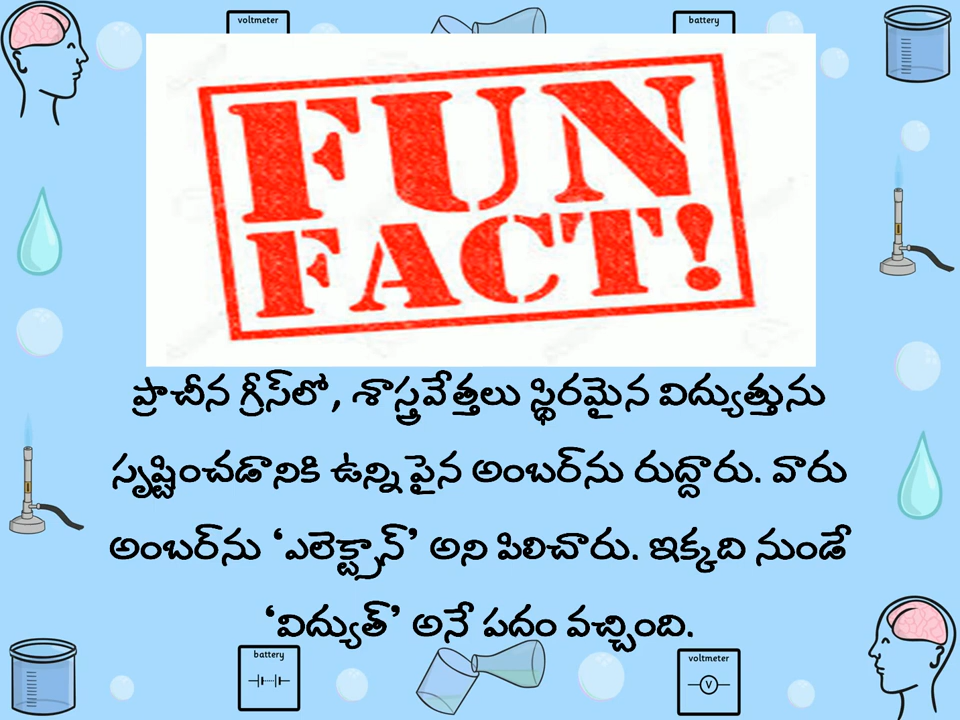 voltmeter
battery
FUN
FACT!
ప్రాచీన గ్రీస్‌లో, శాస్త్రవేత్తలు స్థిరమైన విద్యుత్తును
సృష్టించడానికి ఉన్ని పైన అంబర్‌ను రుద్దారు. వారు
అంబర్‌ను ‘ఎలెక్ట్రాన్’ అని పిలిచారు. ఇక్కది నుండే
‘విద్యుత్’ అనే పదం వచ్చింది.
battery
voltmeter
V